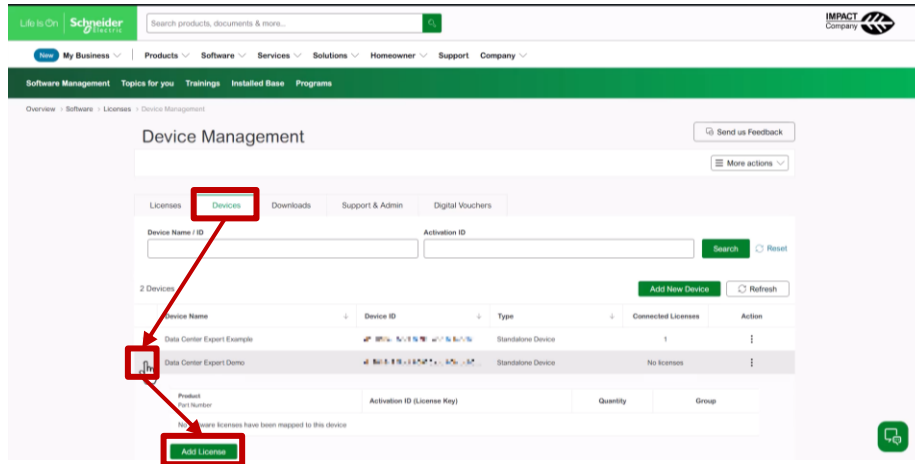 Life Is On Schneider Electric
Search products, documents & more...
IMPACT Company
New My Business Products Software Services Solutions Homeowner Support Company
Software Management Topics for you Trainings Installed Base Programs
Overview Software Licenses Device Management
Device Management
Send us Feedback
More actions
Licenses Devices Downloads Support & Admin Digital Vouchers
Device Name / ID Activation ID
Search Reset
2 Devices Add New Device Refresh
Device Name Device ID Type Connected Licenses Action
Data Center Expert Example Standalone Device 1
Data Center Expert Demo Standalone Device No licenses
Product
Part Number
Activation ID (License Key) Quantity Group
No licenses have been mapped to this device
Add License